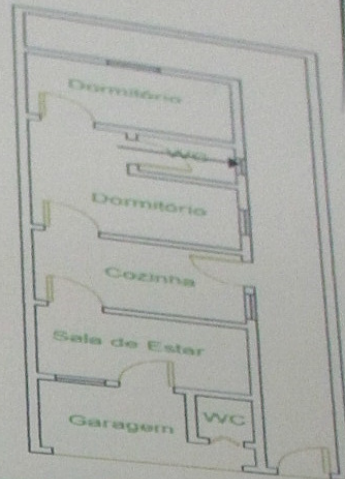 Dormitório
WC
Dormitório
Cozinha
Sala de Estar
WC
Garagem